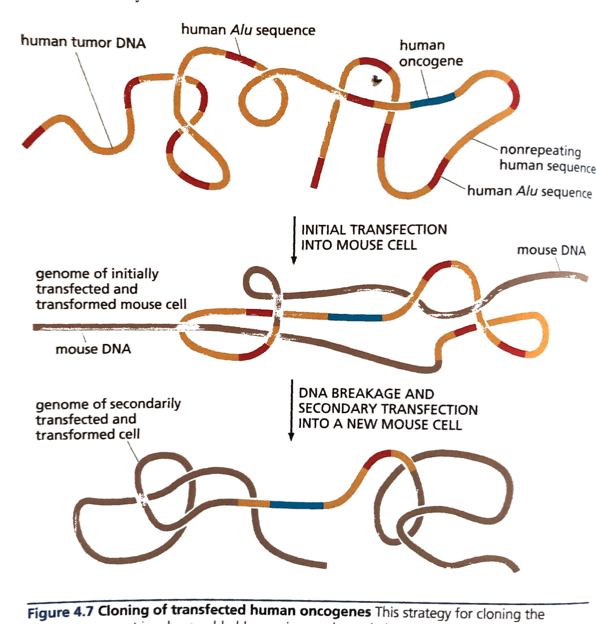 human tumor DNA
human Alu sequence
human
oncogene
nonrepeating
human sequence
human Alu sequence
INITIAL TRANSFECTION
INTO MOUSE CELL
mouse DNA
genome of initially
transfected and
transformed mouse cell
mouse DNA
DNA BREAKAGE AND
SECONDARY TRANSFECTION
INTO A NEW MOUSE CELL
genome of secondarily
transfected and
transformed cell
Figure 4.7 Cloning of transfected human oncogenes This strategy for cloning the